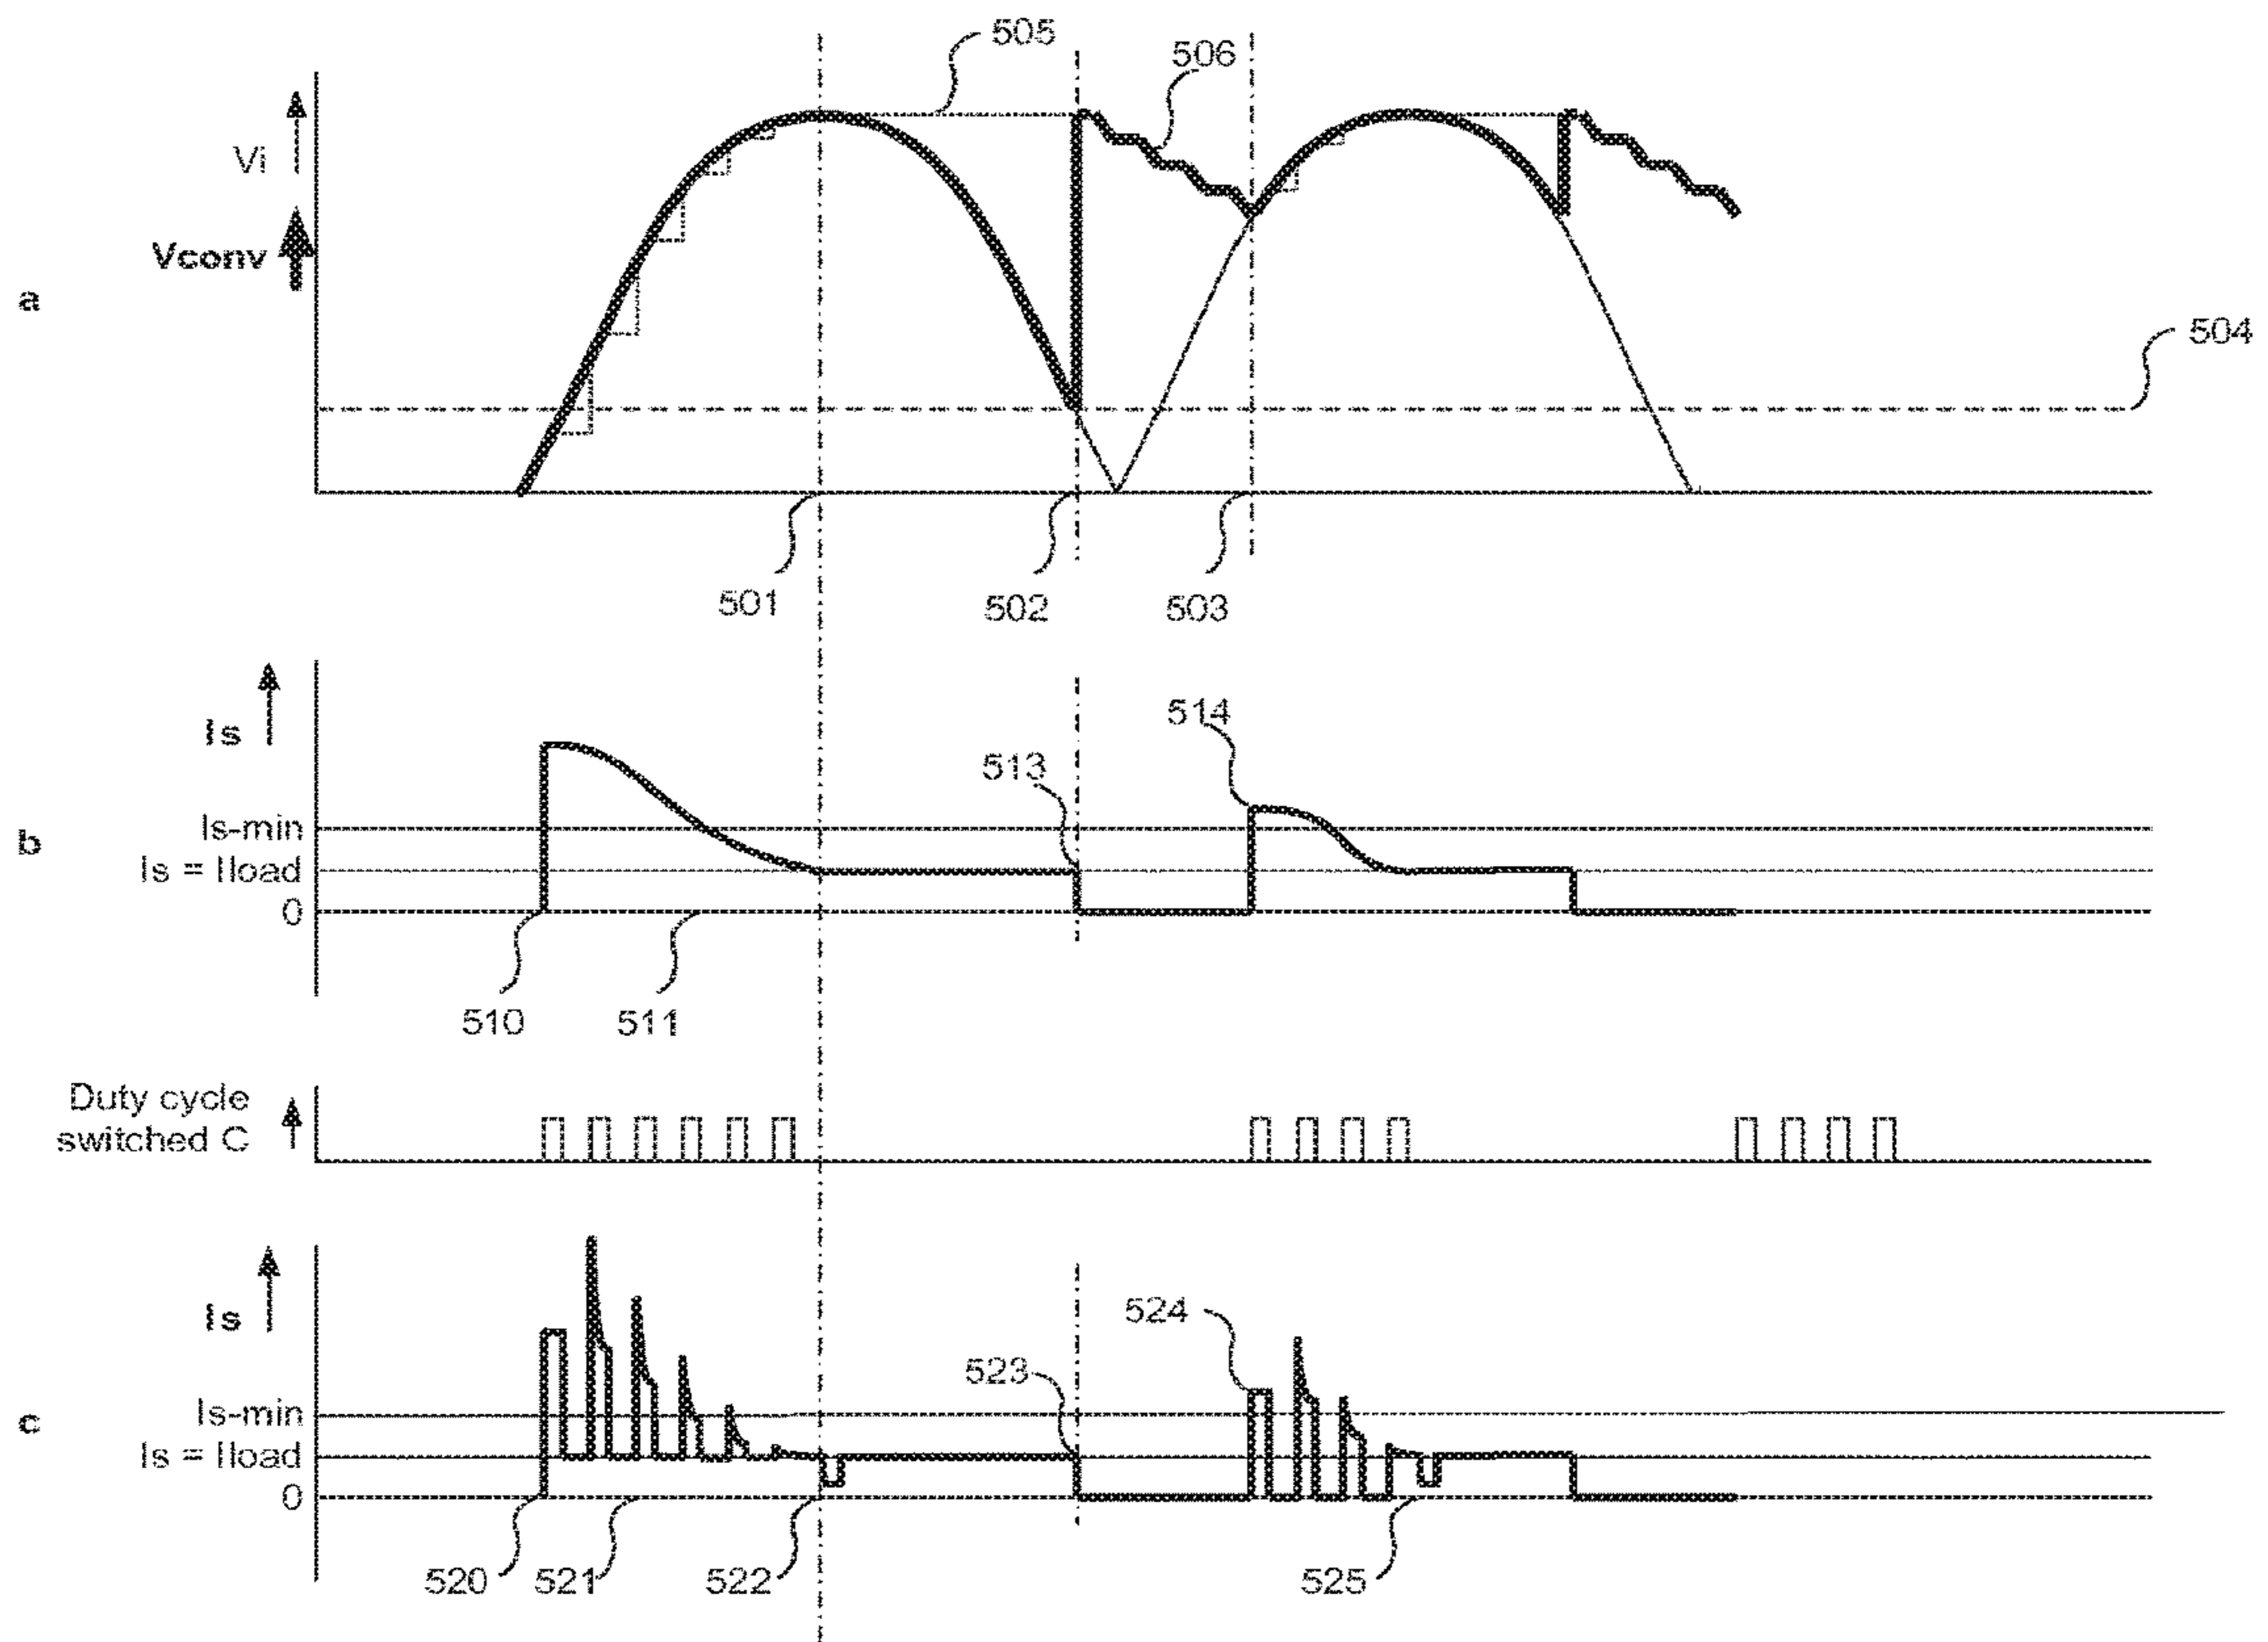 505
506
Vi
Vconv
a
504
501
502
503
Is
514
513
Is-min
b
Is = Iload
0
510
511
Duty cycle
switched C
Is
524
523
Is-min
c
Is = Iload
0
520
521
522
525